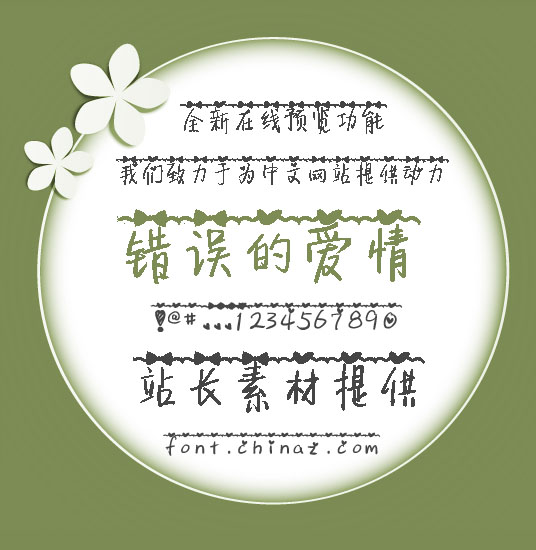 全新在线预览功能
我们致力于为中文网站提供动力
错误的爱情
!@#...1234567890
站长素材提供
font.chinaz.com